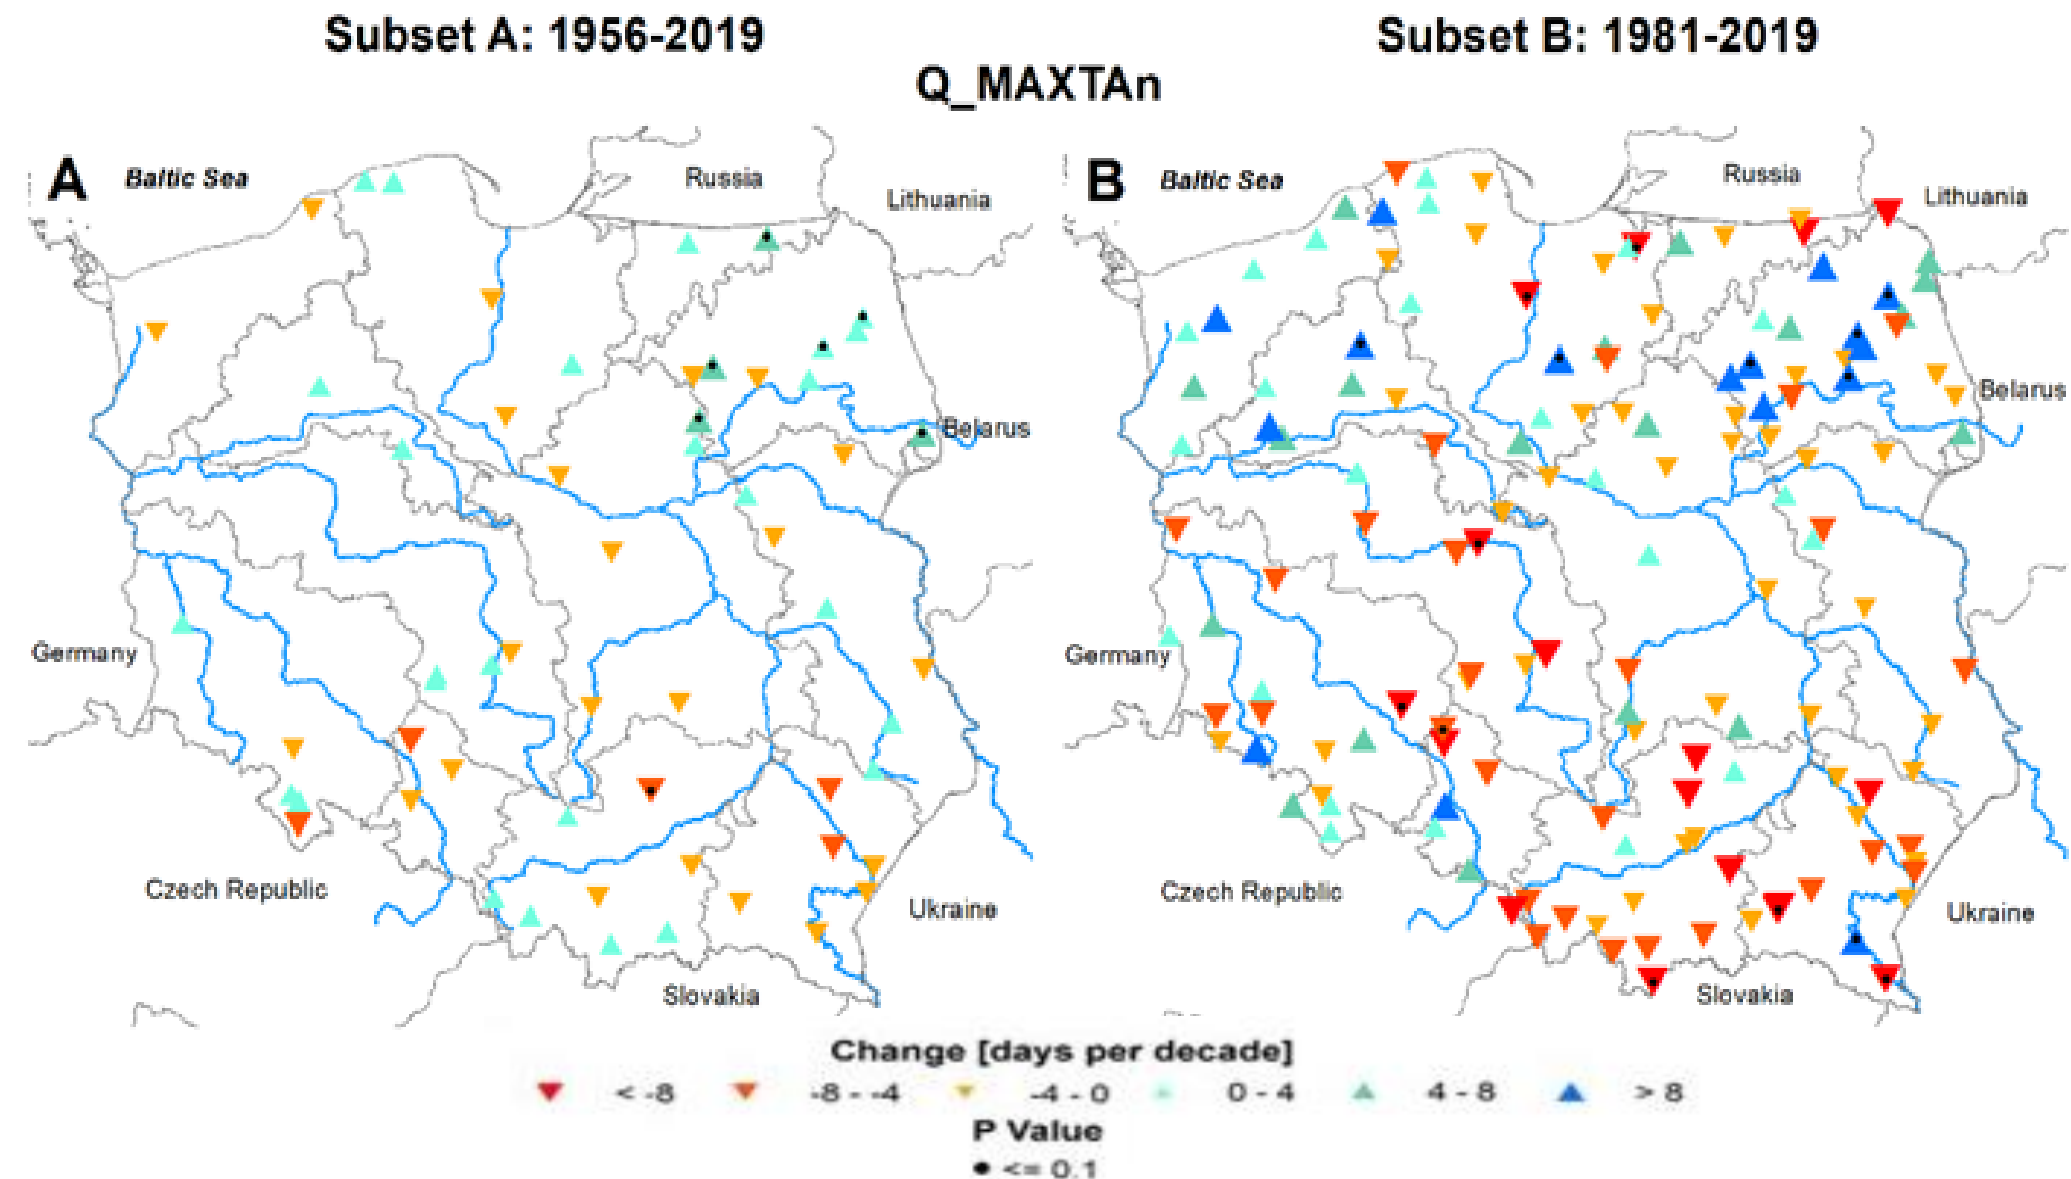 Subset A: 1956-2019
Subset B: 1981-2019
Q_MAXTAn
A
Baltic Sea
Russia
Lithuania
Belarus
Germany
Czech Republic
Ukraine
Slovakia
B
Baltic Sea
Russia
Lithuania
Belarus
Germany
Czech Republic
Ukraine
Slovakia
Change [days per decade]
< -8 -8 - -4 -4 - 0 0 - 4 4 - 8 > 8
P Value
<= 0.1